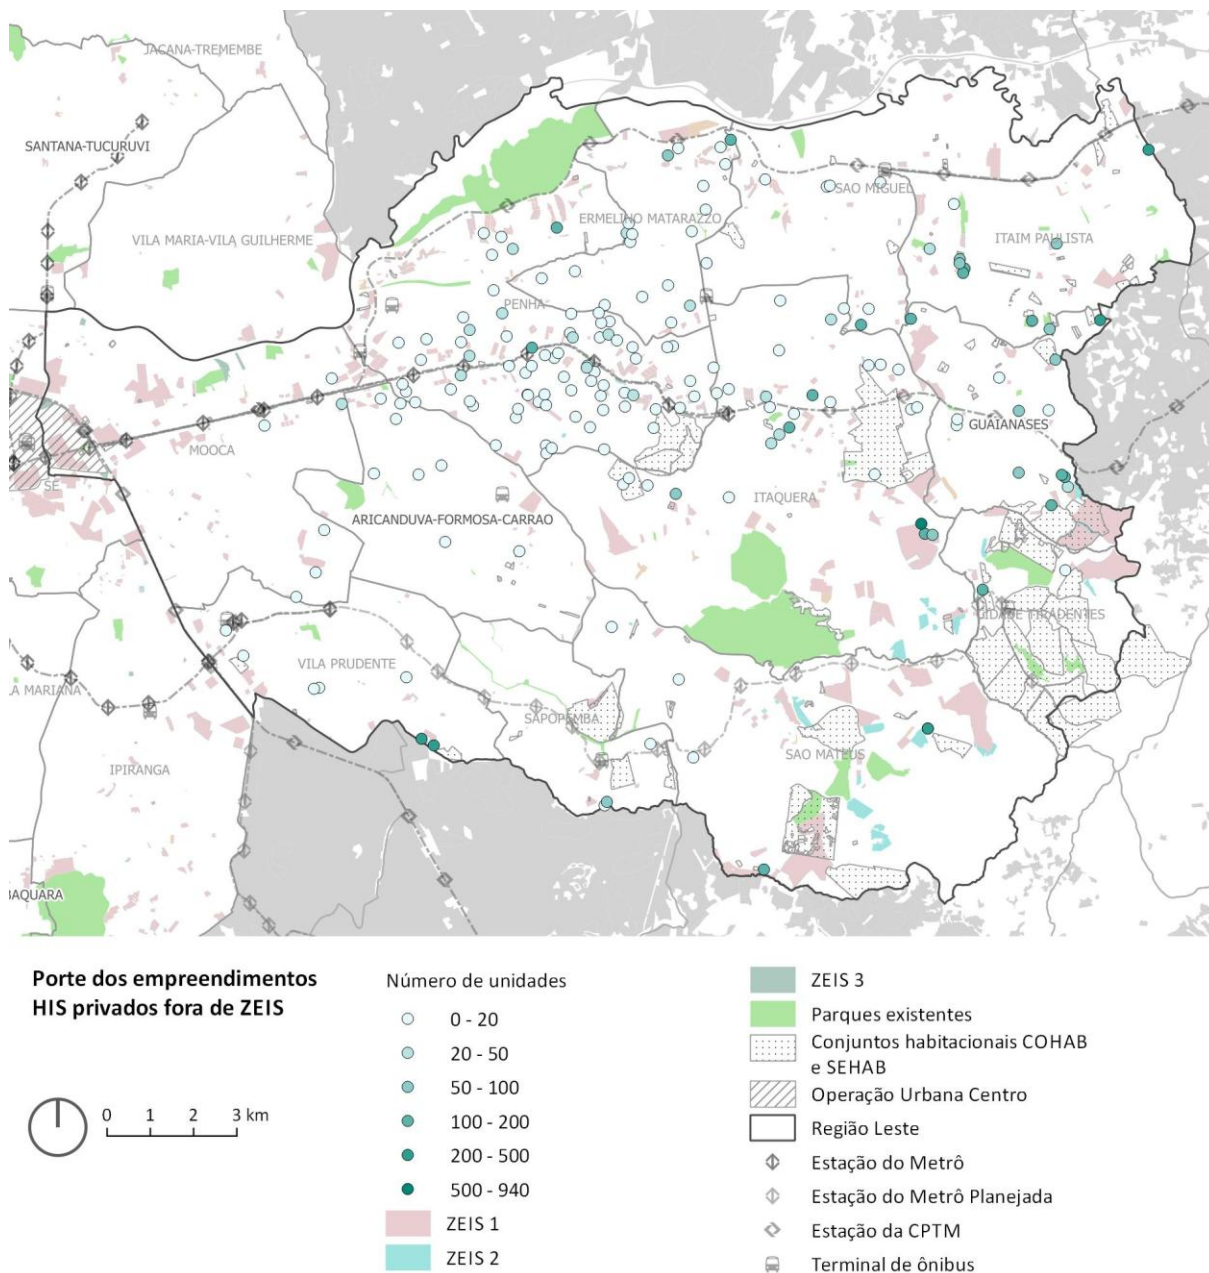 JACANA-TREMEMBE
SANTANA-TUCURUVI
VILA MARIA-VILA GUILHERME
ERMELINO MATARAZZO
SAO MIGUEL
ITAIM PAULISTA
PENHA
MOOCA
GUAIANASES
SE
ITAQUERA
ARICANDUVA-FORMOSA-CARRAO
CIDADE TIRADENTES
VILA PRUDENTE
LA MARIANA
SAPOPEMBA
SAO MATEUS
IPIRANGA
BAQUARA
Porte dos empreendimentos
HIS privados fora de ZEIS
0 1 2 3 km
Número de unidades
0 - 20
20 - 50
50 - 100
100 - 200
200 - 500
500 - 940
ZEIS 1
ZEIS 2
ZEIS 3
Parques existentes
Conjuntos habitacionais COHAB
e SEHAB
Operação Urbana Centro
Região Leste
Estação do Metrô
Estação do Metrô Planejada
Estação da CPTM
Terminal de ônibus